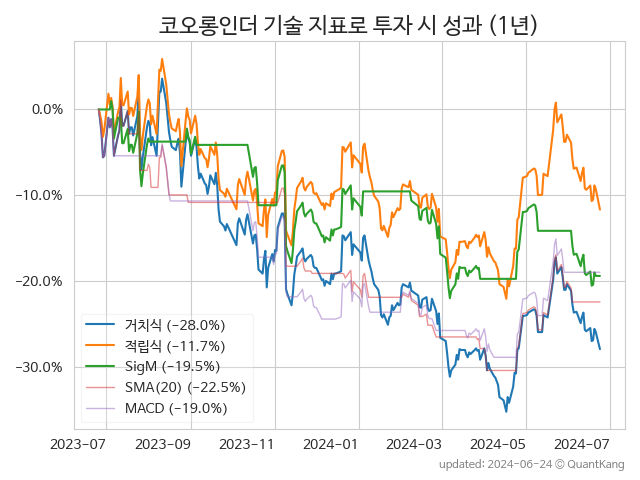 코오롱인더 기술 지표로 투자 시 성과 (1년)
0.0%
−10.0%
−20.0%
−30.0%
거치식 (−28.0%)
적립식 (−11.7%)
SigM (−19.5%)
SMA(20) (−22.5%)
MACD (−19.0%)
2023−07 2023−09 2023−11 2024−01 2024−03 2024−05 2024−07
updated: 2024−06−24 © QuantKang